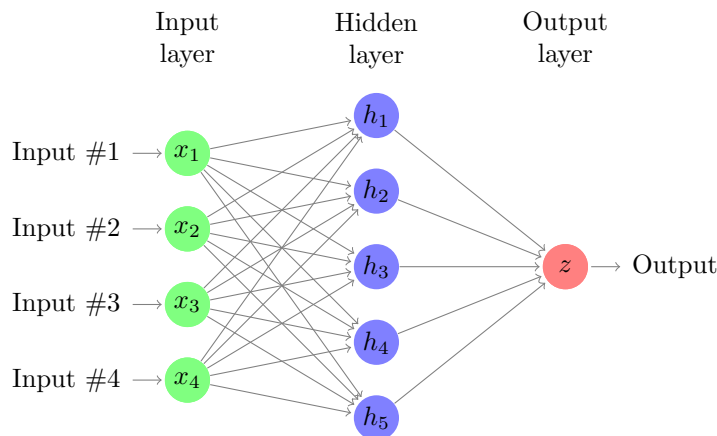 Input
layer
Hidden
layer
Output
layer
Input #1
x₁
h₁
Input #2
x₂
h₂
h₃
z
Output
Input #3
x₃
h₄
Input #4
x₄
h₅